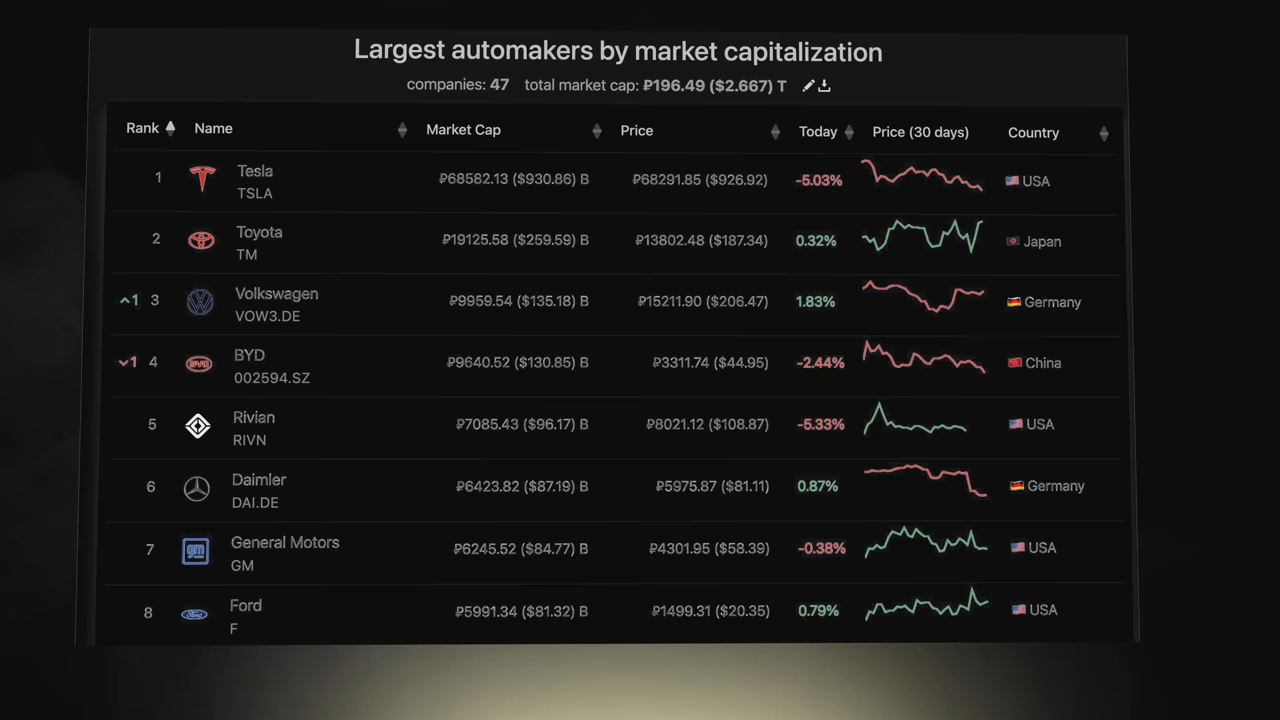 Largest automakers by market capitalization
companies: 47 total market cap: ₽196.49 ($2.667) T
Rank Name Market Cap Price Today Price (30 days) Country
1 Tesla ₽68582.13 ($930.86) B ₽68291.85 ($926.92) -5.03% USA
TSLA
2 Toyota ₽19125.58 ($259.59) B ₽13802.48 ($187.34) 0.32% Japan
TM
1 3 Volkswagen ₽9959.54 ($135.18) B ₽15211.90 ($206.47) 1.83% Germany
VOW3.DE
1 4 BYD ₽9640.52 ($130.85) B ₽3311.74 ($44.95) -2.44% China
002594.SZ
5 Rivian ₽7085.43 ($96.17) B ₽8021.12 ($108.87) -5.33% USA
RIVN
6 Daimler ₽6423.82 ($87.19) B ₽5975.87 ($81.11) 0.87% Germany
DAI.DE
gm
7 General Motors ₽6245.52 ($84.77) B ₽4301.95 ($58.39) -0.38% USA
GM
8 Ford ₽5991.34 ($81.32) B ₽1499.31 ($20.35) 0.79% USA
F